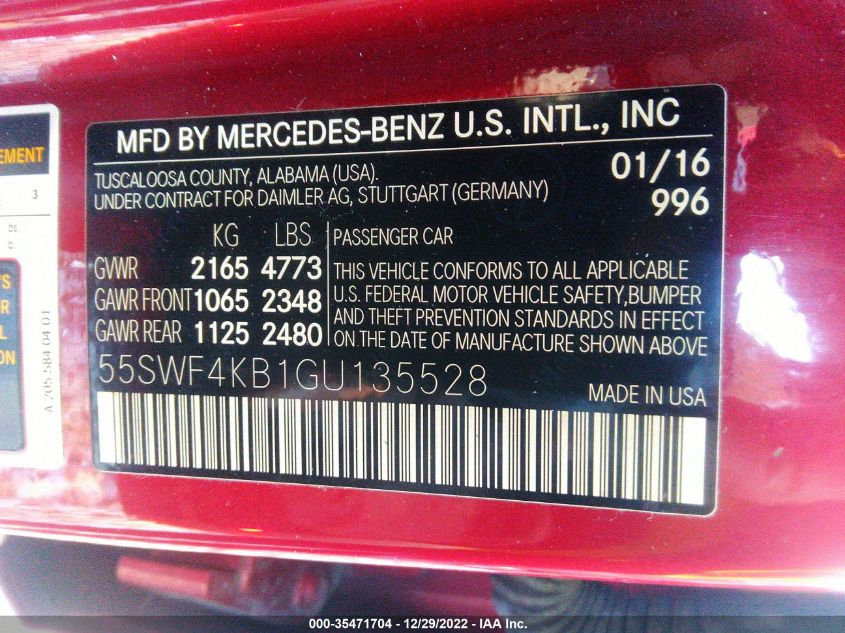 MFD BY MERCEDES-BENZ U.S. INTL., INC
TUSCALOOSA COUNTY, ALABAMA (USA).
UNDER CONTRACT FOR DAIMLER AG, STUTTGART (GERMANY)
01/16
996
KG LBS
GVWR 2165 4773
GAWR FRONT 1065 2348
GAWR REAR 1125 2480
PASSENGER CAR
THIS VEHICLE CONFORMS TO ALL APPLICABLE
U.S. FEDERAL MOTOR VEHICLE SAFETY,BUMPER
AND THEFT PREVENTION STANDARDS IN EFFECT
ON THE DATE OF MANUFACTURE SHOWN ABOVE.
55SWF4KB1GU135528
MADE IN USA
EMENT
3
A 205 584 04 01
000-35471704 - 12/29/2022 - IAA Inc.